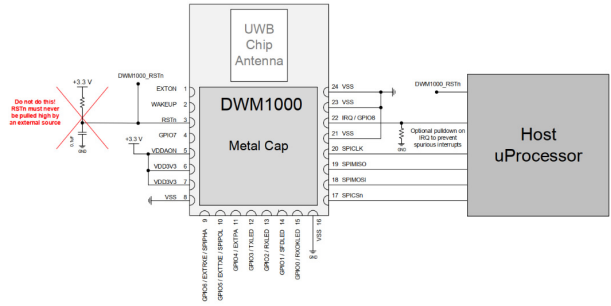 UWB
Chip
Antenna
DWM1000
Metal Cap
+3.3 V
Do not do this!
RSTn must never
be pulled high by
an external source
0.1uF
GND
DWM1000_RSTn
+3.3 V
EXTON 1
WAKEUP 2
RSTn 3
GPIO7 4
VDDAON 5
VDD3V3 6
VDD3V3 7
VSS 8
9 GPIO6 / EXTRXE / SPIPHA
10 GPIO5 / EXTTXE / SPIPOL
11 GPIO4 / EXTPA
12 GPIO3 / TXLED
13 GPIO2 / RXLED
14 GPIO1 / SFDLED
15 GPIO0 / RXOKLED
16 VSS
GND
24 VSS
23 VSS
22 IRQ / GPIO8
21 VSS
20 SPICLK
19 SPIMISO
18 SPIMOSI
17 SPICSn
DWM1000_RSTn
Optional pulldown on
IRQ to prevent
spurious interrupts
GND
Host
uProcessor